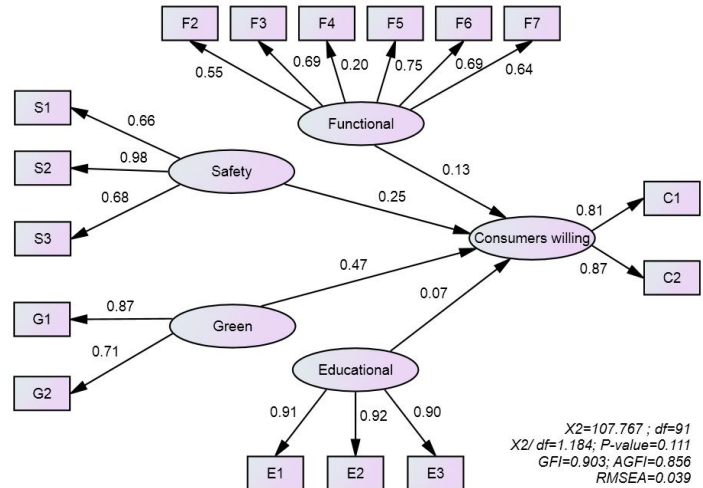 F2 F3 F4 F5 F6 F7
0.55 0.69 0.20 0.75 0.69 0.64
Functional
S1
0.66
S2
0.98
Safety
0.68
S3
0.13
0.25
C1
0.81
Consumers willing
0.87
C2
0.47
G1
0.87
Green
0.71
G2
0.07
Educational
0.91 0.92 0.90
E1 E2 E3
X2=107.767 ; df=91
X2/ df=1.184; P-value=0.111
GFI=0.903; AGFI=0.856
RMSEA=0.039